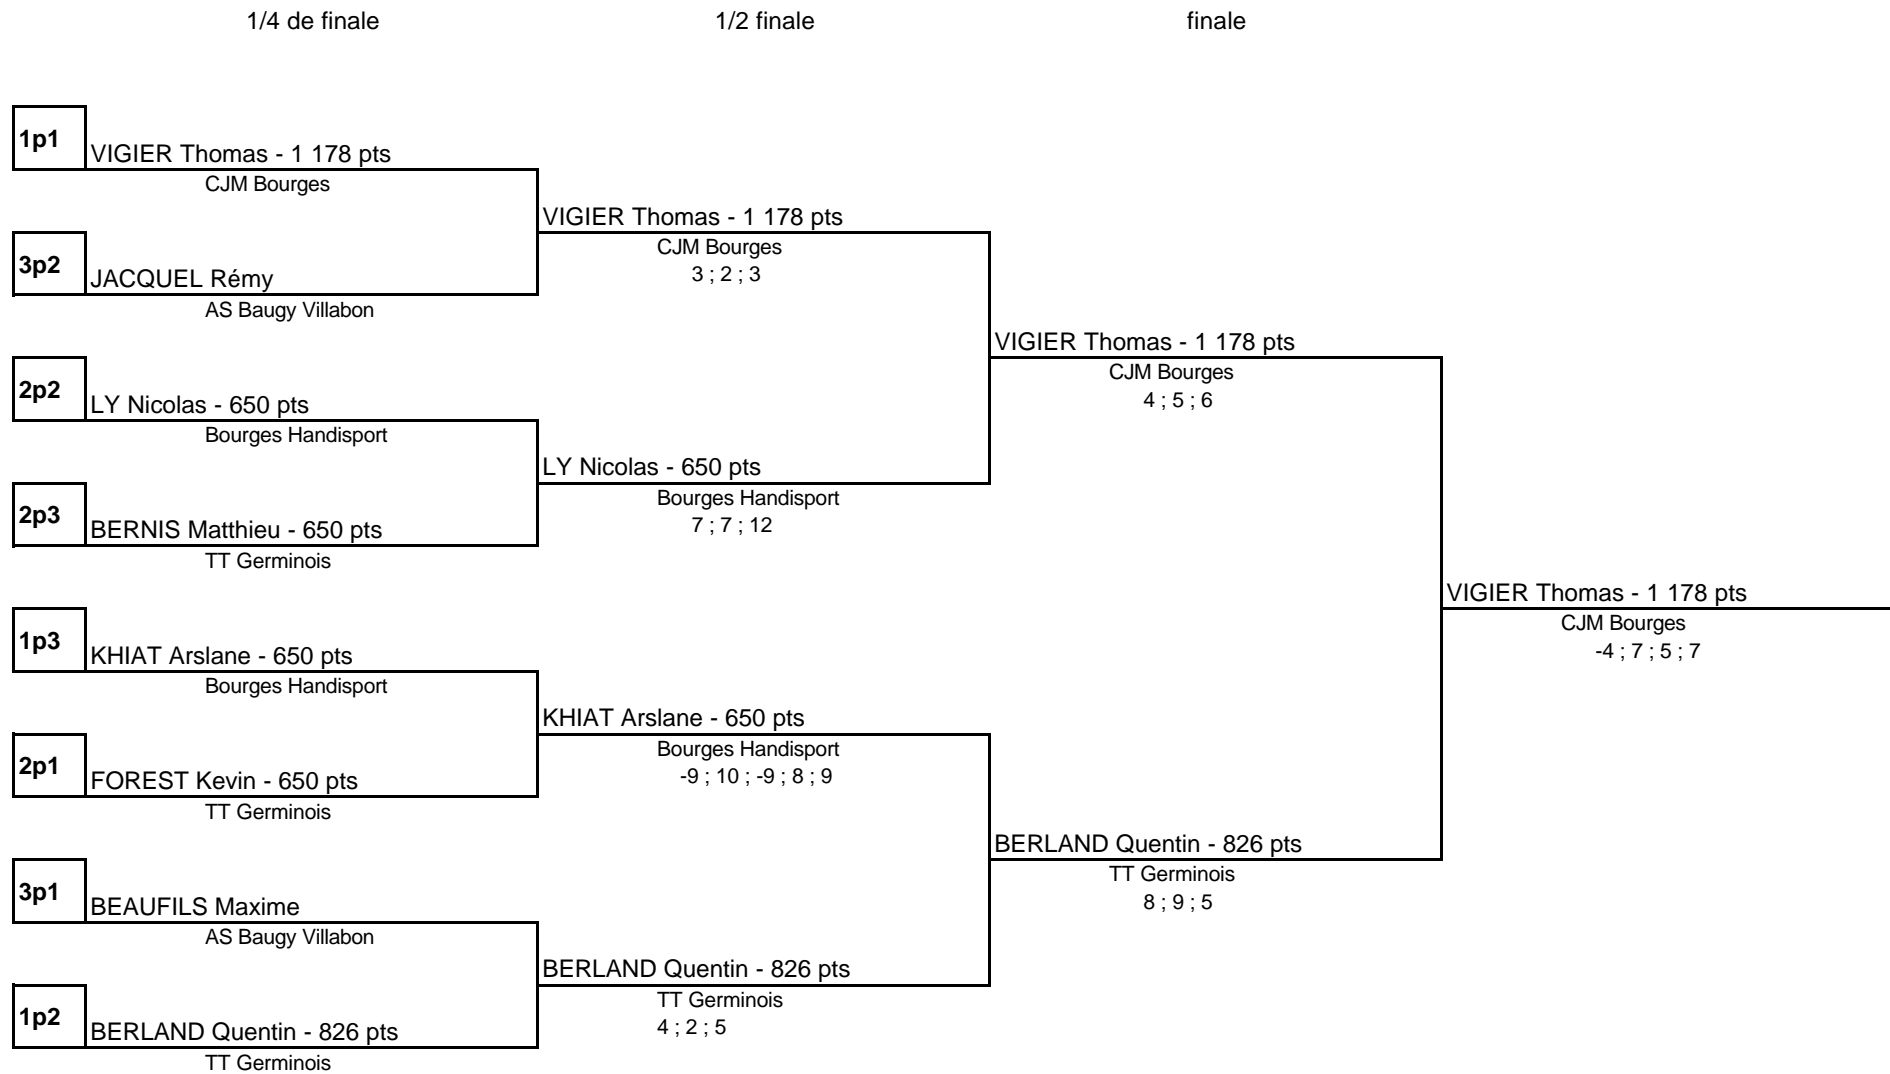 1/4 de finale
1/2 finale
finale
1p1
VIGIER Thomas - 1 178 pts
CJM Bourges
VIGIER Thomas - 1 178 pts
CJM Bourges
3 ; 2 ; 3
3p2
JACQUEL Rémy
AS Baugy Villabon
VIGIER Thomas - 1 178 pts
CJM Bourges
4 ; 5 ; 6
2p2
LY Nicolas - 650 pts
Bourges Handisport
LY Nicolas - 650 pts
Bourges Handisport
7 ; 7 ; 12
2p3
BERNIS Matthieu - 650 pts
TT Germinois
VIGIER Thomas - 1 178 pts
CJM Bourges
-4 ; 7 ; 5 ; 7
1p3
KHIAT Arslane - 650 pts
Bourges Handisport
KHIAT Arslane - 650 pts
Bourges Handisport
-9 ; 10 ; -9 ; 8 ; 9
2p1
FOREST Kevin - 650 pts
TT Germinois
BERLAND Quentin - 826 pts
TT Germinois
8 ; 9 ; 5
3p1
BEAUFILS Maxime
AS Baugy Villabon
BERLAND Quentin - 826 pts
TT Germinois
4 ; 2 ; 5
1p2
BERLAND Quentin - 826 pts
TT Germinois